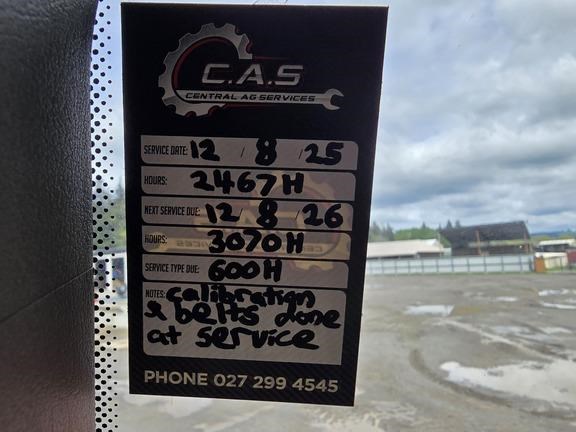 C.A.S
CENTRAL AG SERVICES
SERVICE DATE: 12 / 8 / 25
HOURS: 2467H
NEXT SERVICE DUE: 12 / 8 / 26
HOURS: 3070H
SERVICE TYPE DUE: 600H
NOTES: calibration
& belts done
at service
PHONE 027 299 4545